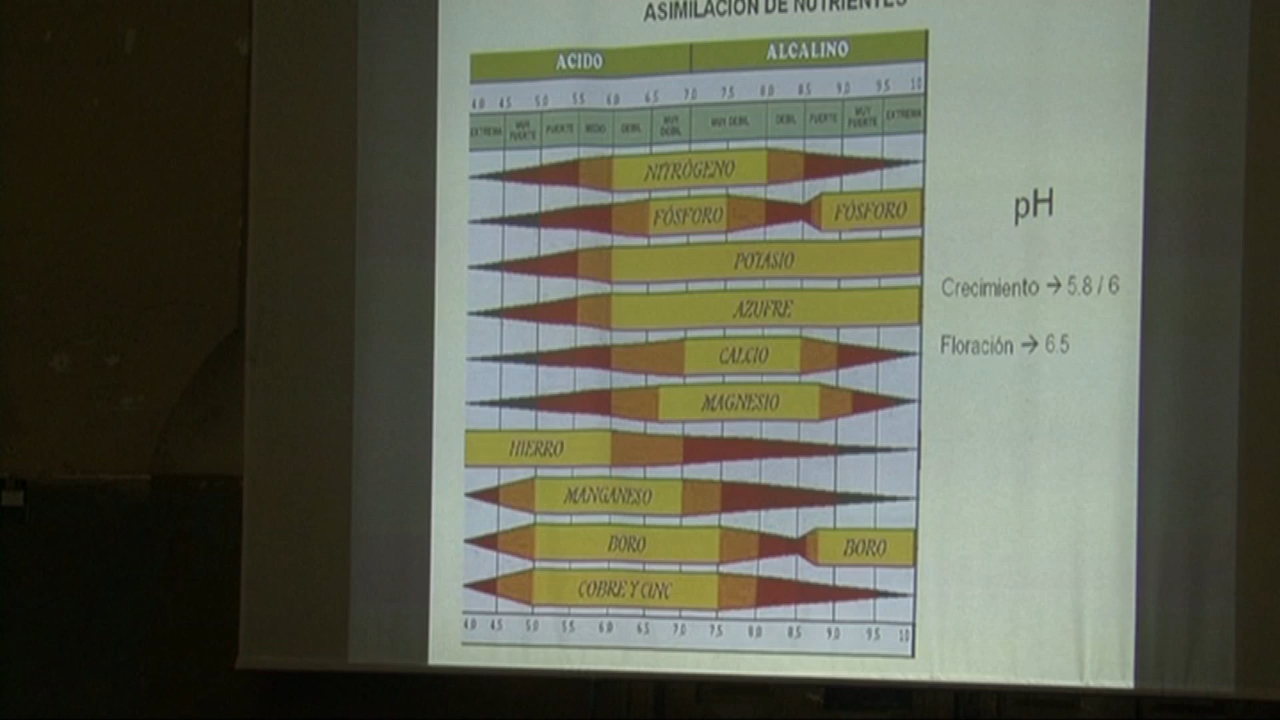 ASIMILACION DE NUTRIENTES
ACIDO ALCALINO
4.0 4.5 5.0 5.5 6.0 6.5 7.0 7.5 8.0 8.5 9.0 9.5 10
EXTREMA MUY FUERTE FUERTE MEDIO DEBIL MUY DEBIL MUY DEBIL DEBIL FUERTE MUY FUERTE EXTREMA
NITRÓGENO
FÓSFORO FÓSFORO
POTASIO
AZUFRE
CALCIO
MAGNESIO
HIERRO
MANGANESO
BORO BORO
COBRE Y CINC
4.0 4.5 5.0 5.5 6.0 6.5 7.0 7.5 8.0 8.5 9.0 9.5 10
pH
Crecimiento → 5.8 / 6
Floración → 6.5